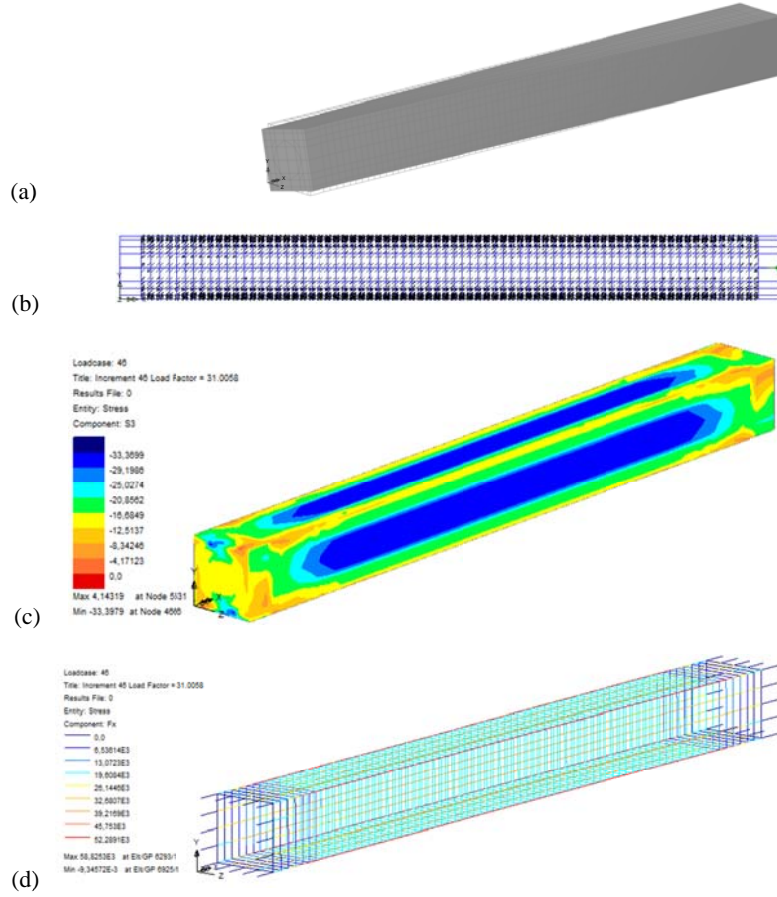 (a)
Y
X
Z
(b)
Y
Z
(c)
Loadcase: 46
Title: Increment 46 Load Factor = 31.0058
Results File: 0
Entity: Stress
Component: S3
-33,3699
-29,1986
-25,0274
-20,8562
-16,6849
-12,5137
-8,34246
-4,17123
0,0
Max 4,14319 at Node 5831
Min -33,3979 at Node 4666
Y
X
Z
(d)
Loadcase: 46
Title: Increment 46 Load Factor = 31.0058
Results File: 0
Entity: Stress
Component: Fx
0,0
6,53614E3
13,0723E3
19,6084E3
26,1446E3
32,6807E3
39,2169E3
45,753E3
52,2891E3
Max 58,8253E3 at Elt/GP 6293/1
Min -9,34572E-3 at Elt/GP 6925/1
Y
Z